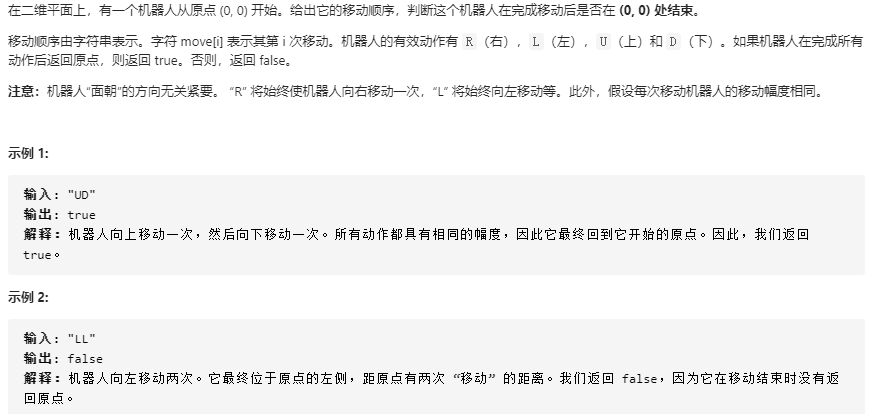 在二维平面上，有一个机器人从原点 (0, 0) 开始。给出它的移动顺序，判断这个机器人在完成移动后是否在 (0, 0) 处结束。
移动顺序由字符串表示。字符 move[i] 表示其第 i 次移动。机器人的有效动作有 R（右），L（左），U（上）和 D（下）。如果机器人在完成所有
动作后返回原点，则返回 true。否则，返回 false。
注意：机器人“面朝”的方向无关紧要。 “R” 将始终使机器人向右移动一次，“L” 将始终向左移动等。此外，假设每次移动机器人的移动幅度相同。
示例 1:
输入: "UD"
输出: true
解释：机器人向上移动一次，然后向下移动一次。所有动作都具有相同的幅度，因此它最终回到它开始的原点。因此，我们返回
true。
示例 2:
输入: "LL"
输出: false
解释：机器人向左移动两次。它最终位于原点的左侧，距原点有两次 “移动” 的距离。我们返回 false，因为它在移动结束时没有返
回原点。